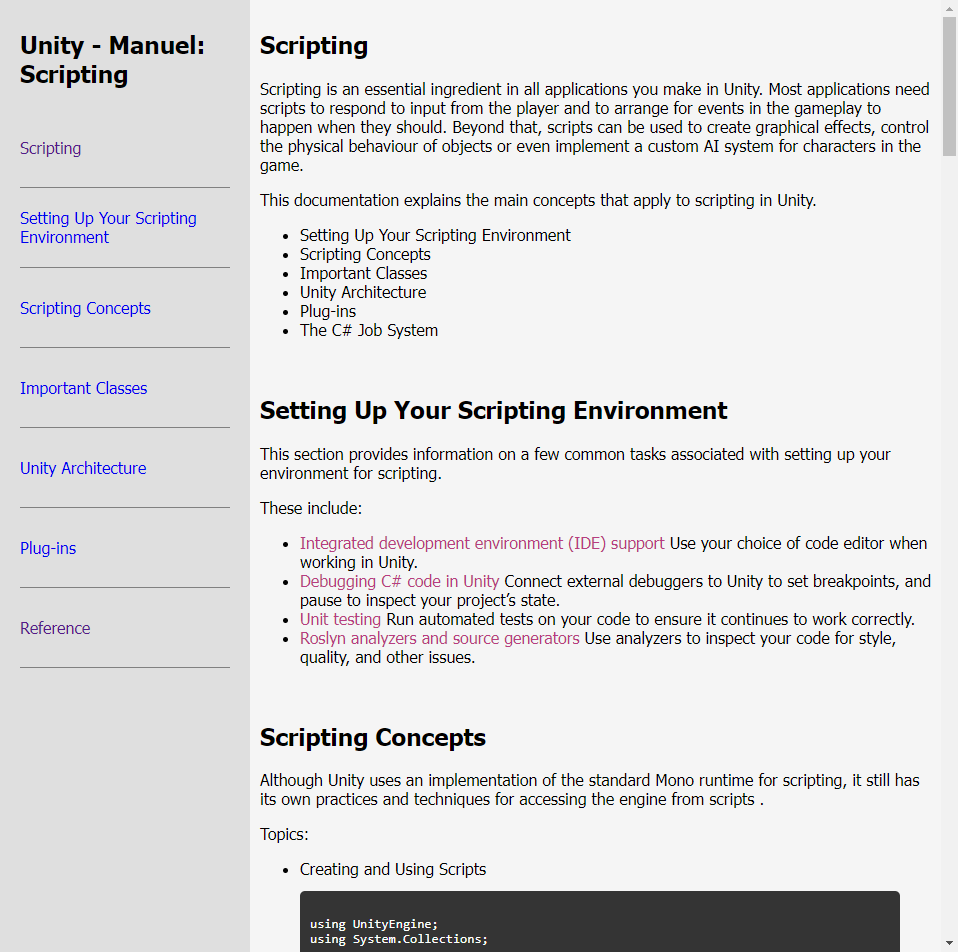 Unity - Manuel:
Scripting
Scripting
Setting Up Your Scripting
Environment
Scripting Concepts
Important Classes
Unity Architecture
Plug-ins
Reference
Scripting
Scripting is an essential ingredient in all applications you make in Unity. Most applications need
scripts to respond to input from the player and to arrange for events in the gameplay to
happen when they should. Beyond that, scripts can be used to create graphical effects, control
the physical behaviour of objects or even implement a custom AI system for characters in the
game.
This documentation explains the main concepts that apply to scripting in Unity.
• Setting Up Your Scripting Environment
• Scripting Concepts
• Important Classes
• Unity Architecture
• Plug-ins
• The C# Job System
Setting Up Your Scripting Environment
This section provides information on a few common tasks associated with setting up your
environment for scripting.
These include:
• Integrated development environment (IDE) support Use your choice of code editor when
working in Unity.
• Debugging C# code in Unity Connect external debuggers to Unity to set breakpoints, and
pause to inspect your project’s state.
• Unit testing Run automated tests on your code to ensure it continues to work correctly.
• Roslyn analyzers and source generators Use analyzers to inspect your code for style,
quality, and other issues.
Scripting Concepts
Although Unity uses an implementation of the standard Mono runtime for scripting, it still has
its own practices and techniques for accessing the engine from scripts .
Topics:
• Creating and Using Scripts
using UnityEngine;
using System.Collections;